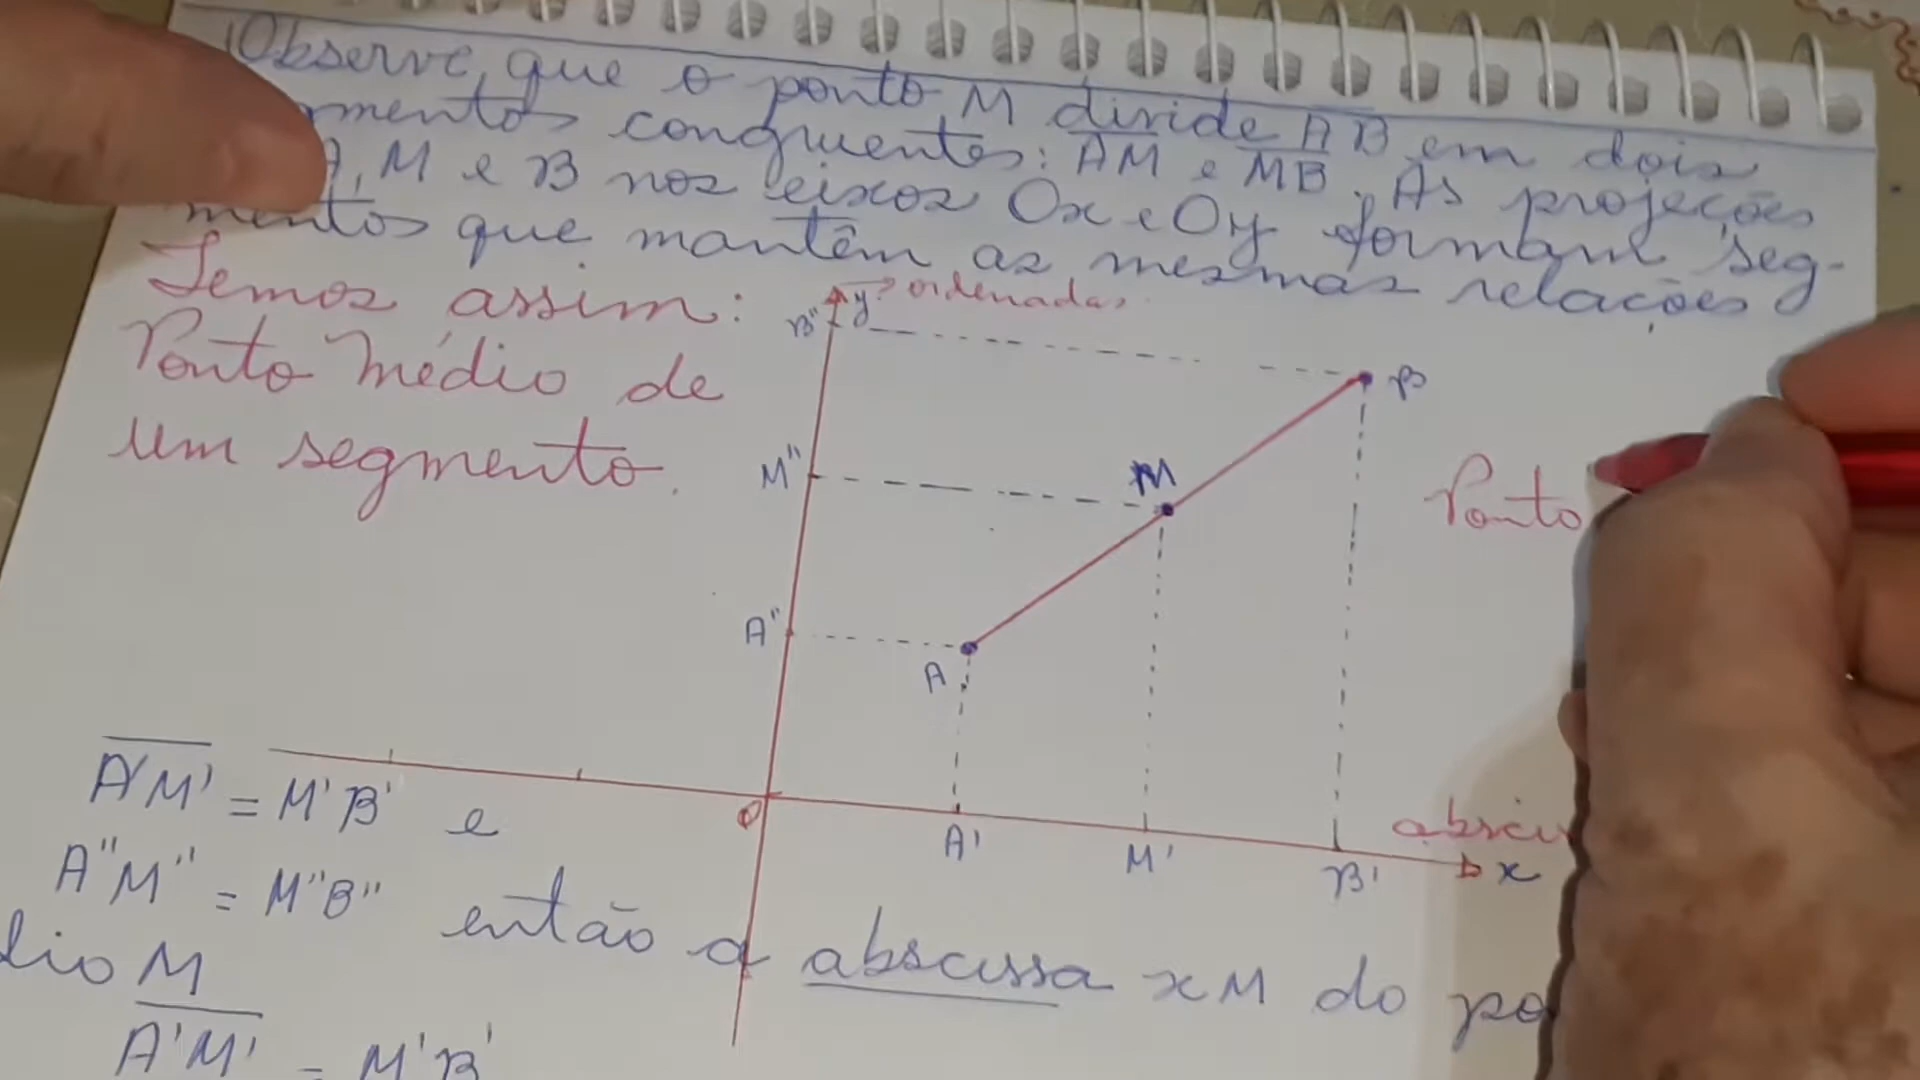 Observe, que o ponto M divide AB em dois
mentos congruentes: AM e MB. As projeções
A, M e B nos eixos Ox e Oy formam seg-
mentos que mantêm as mesmas relações
Temos assim:
Ponto médio de
um segmento.
y → ordenadas
B"
B
M"
M
Ponto
A"
A
O
A'
M'
B'
x
A'M' = M'B' e
A"M" = M"B" então a abscissa xM do po
dio M
A'M' = M'B'